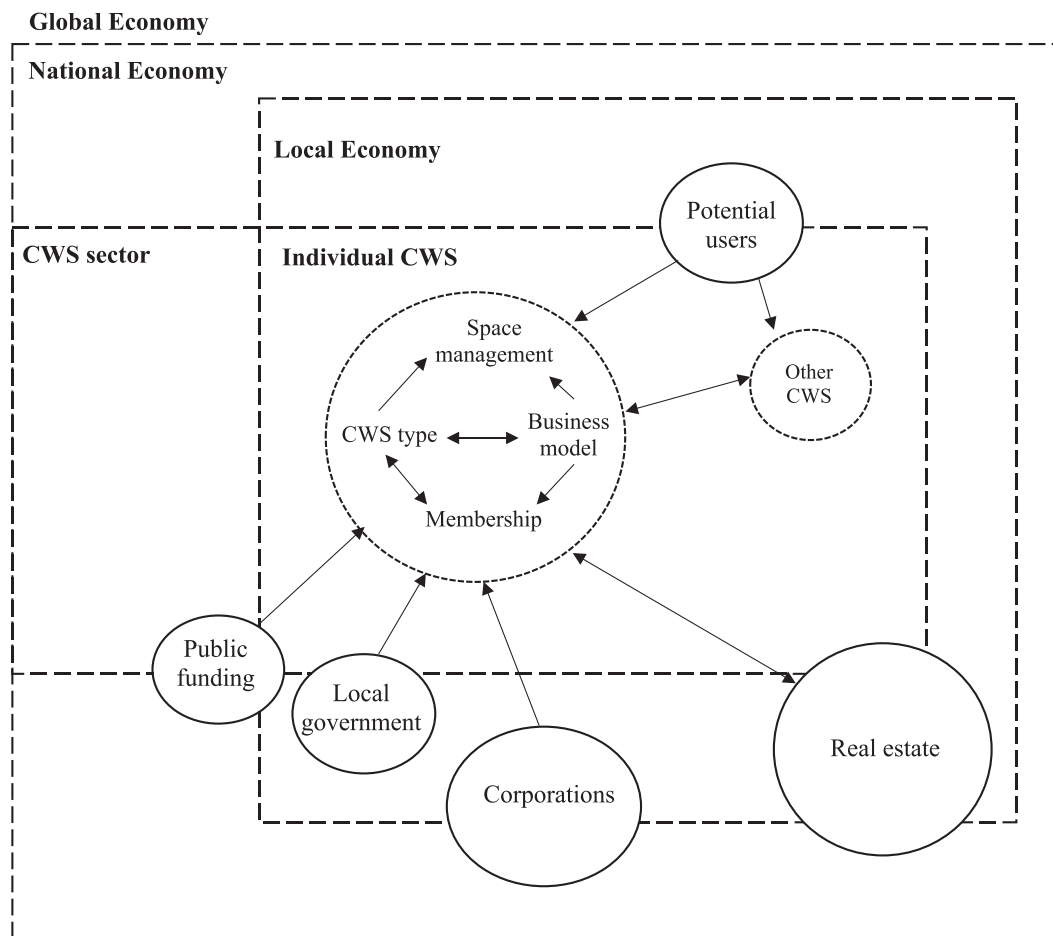 Global Economy
National Economy
Local Economy
Potential
users
CWS sector
Individual CWS
Space
management
Other
CWS
CWS type
Business
model
Membership
Public
funding
Local
government
Corporations
Real estate